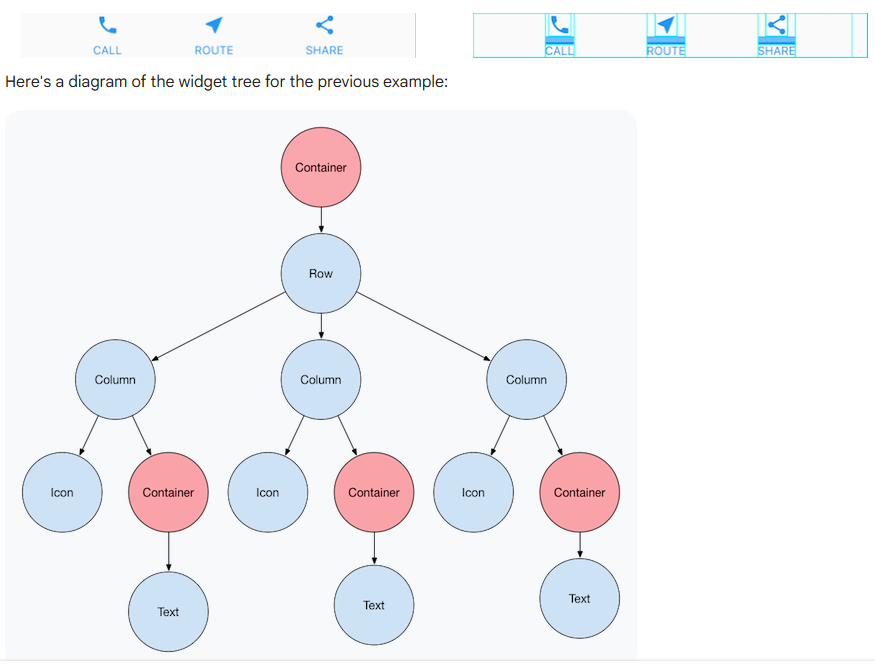 CALL ROUTE SHARE CALL ROUTE SHARE
Here's a diagram of the widget tree for the previous example:
Container
Row
Column Column Column
Icon Container Icon Container Icon Container
Text Text Text